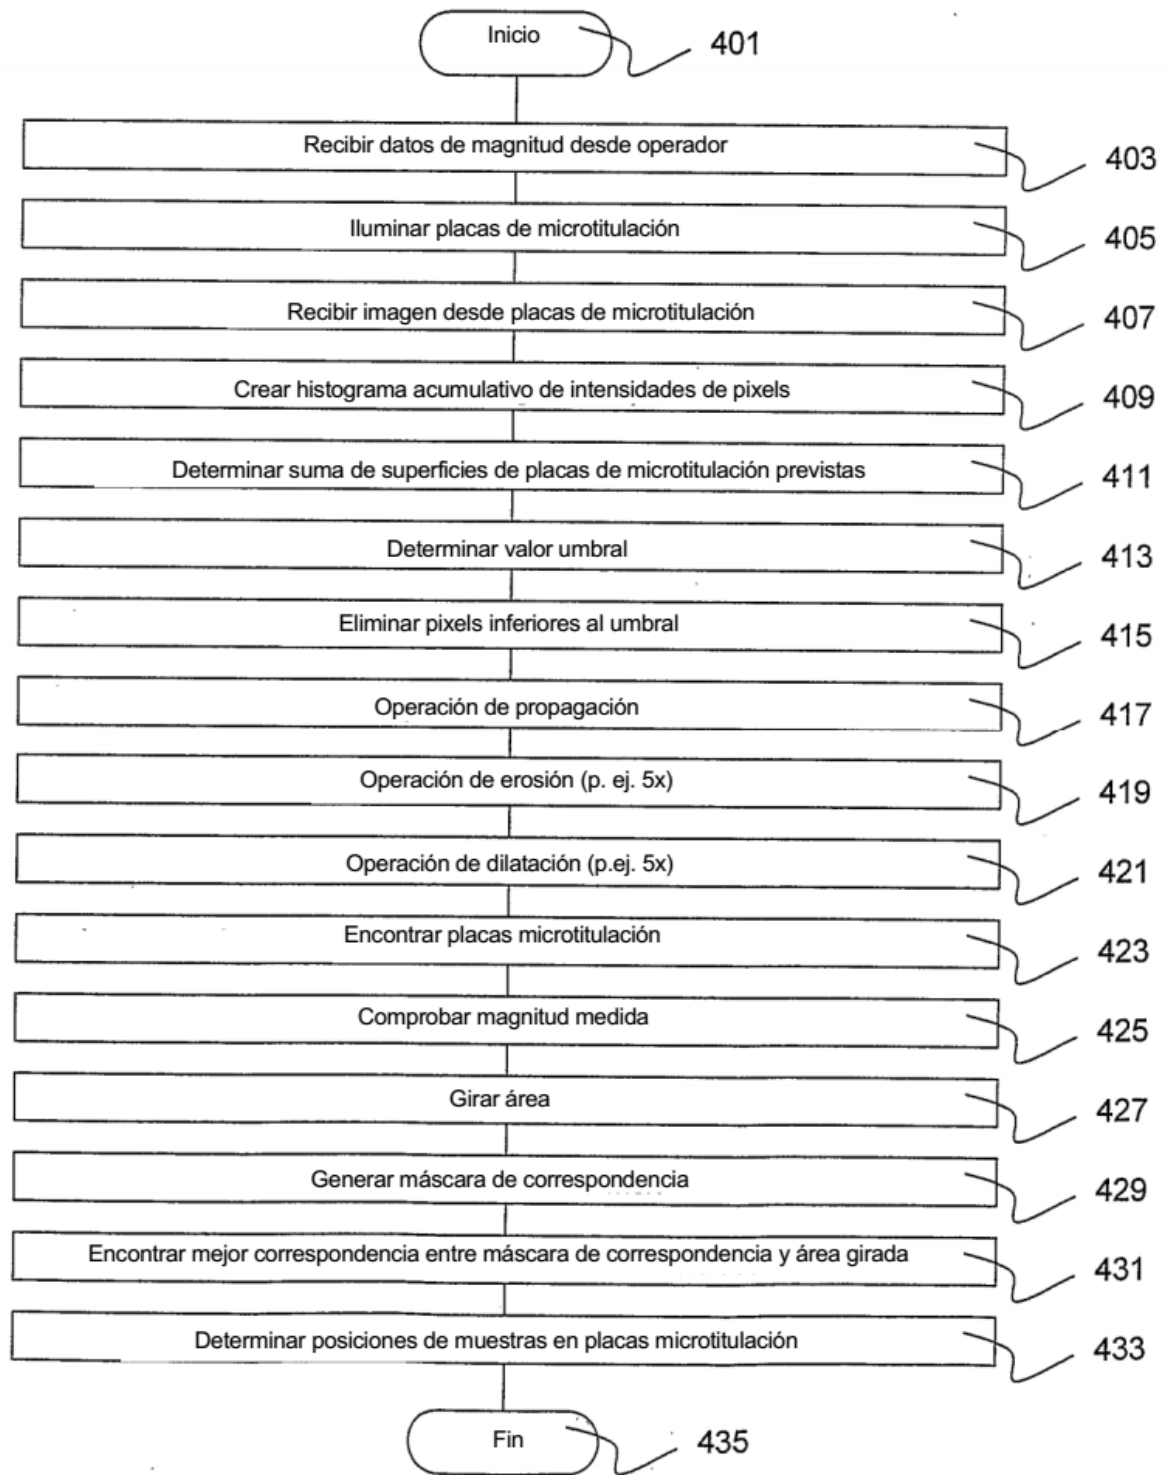 Inicio
401
Recibir datos de magnitud desde operador
403
Iluminar placas de microtitulación
405
Recibir imagen desde placas de microtitulación
407
Crear histograma acumulativo de intensidades de pixels
409
Determinar suma de superficies de placas de microtitulación previstas
411
Determinar valor umbral
413
Eliminar pixels inferiores al umbral
415
Operación de propagación
417
Operación de erosión (p. ej. 5x)
419
Operación de dilatación (p.ej. 5x)
421
Encontrar placas microtitulación
423
Comprobar magnitud medida
425
Girar área
427
Generar máscara de correspondencia
429
Encontrar mejor correspondencia entre máscara de correspondencia y área girada
431
Determinar posiciones de muestras en placas microtitulación
433
Fin
435